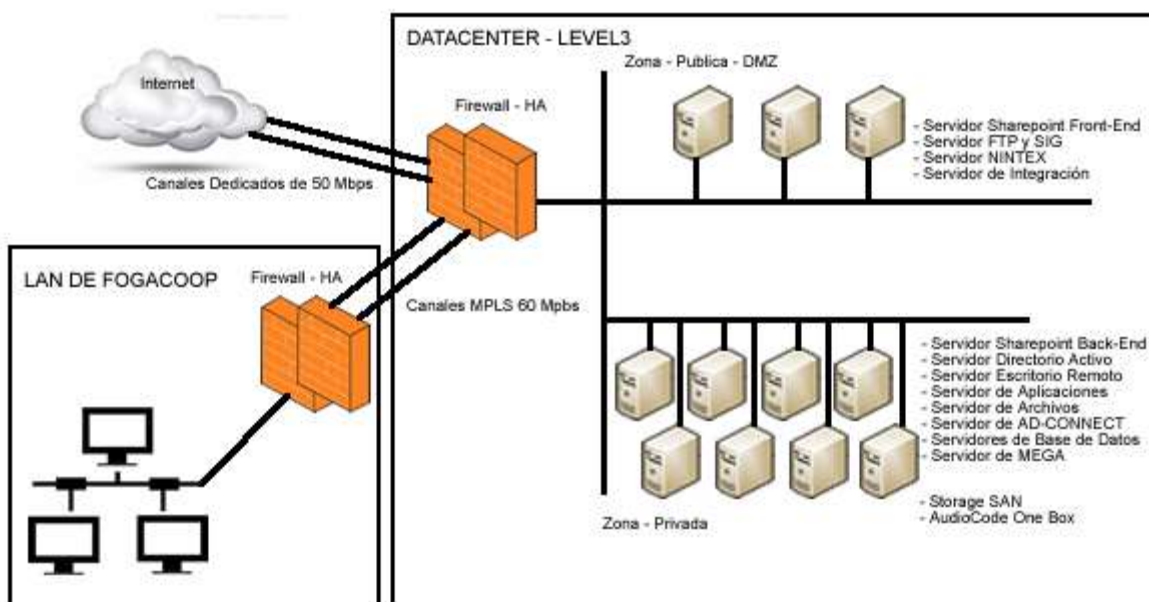 DATACENTER - LEVEL3
Zona - Publica - DMZ
Internet
Firewall - HA
- Servidor Sharepoint Front-End
- Servidor FTP y SIG
- Servidor NINTEX
- Servidor de Integración
Canales Dedicados de 50 Mbps
LAN DE FOGACOOP
Firewall - HA
Canales MPLS 60 Mpbs
- Servidor Sharepoint Back-End
- Servidor Directorio Activo
- Servidor Escritorio Remoto
- Servidor de Aplicaciones
- Servidor de Archivos
- Servidor de AD-CONNECT
- Servidores de Base de Datos
- Servidor de MEGA
- Storage SAN
- AudioCode One Box
Zona - Privada